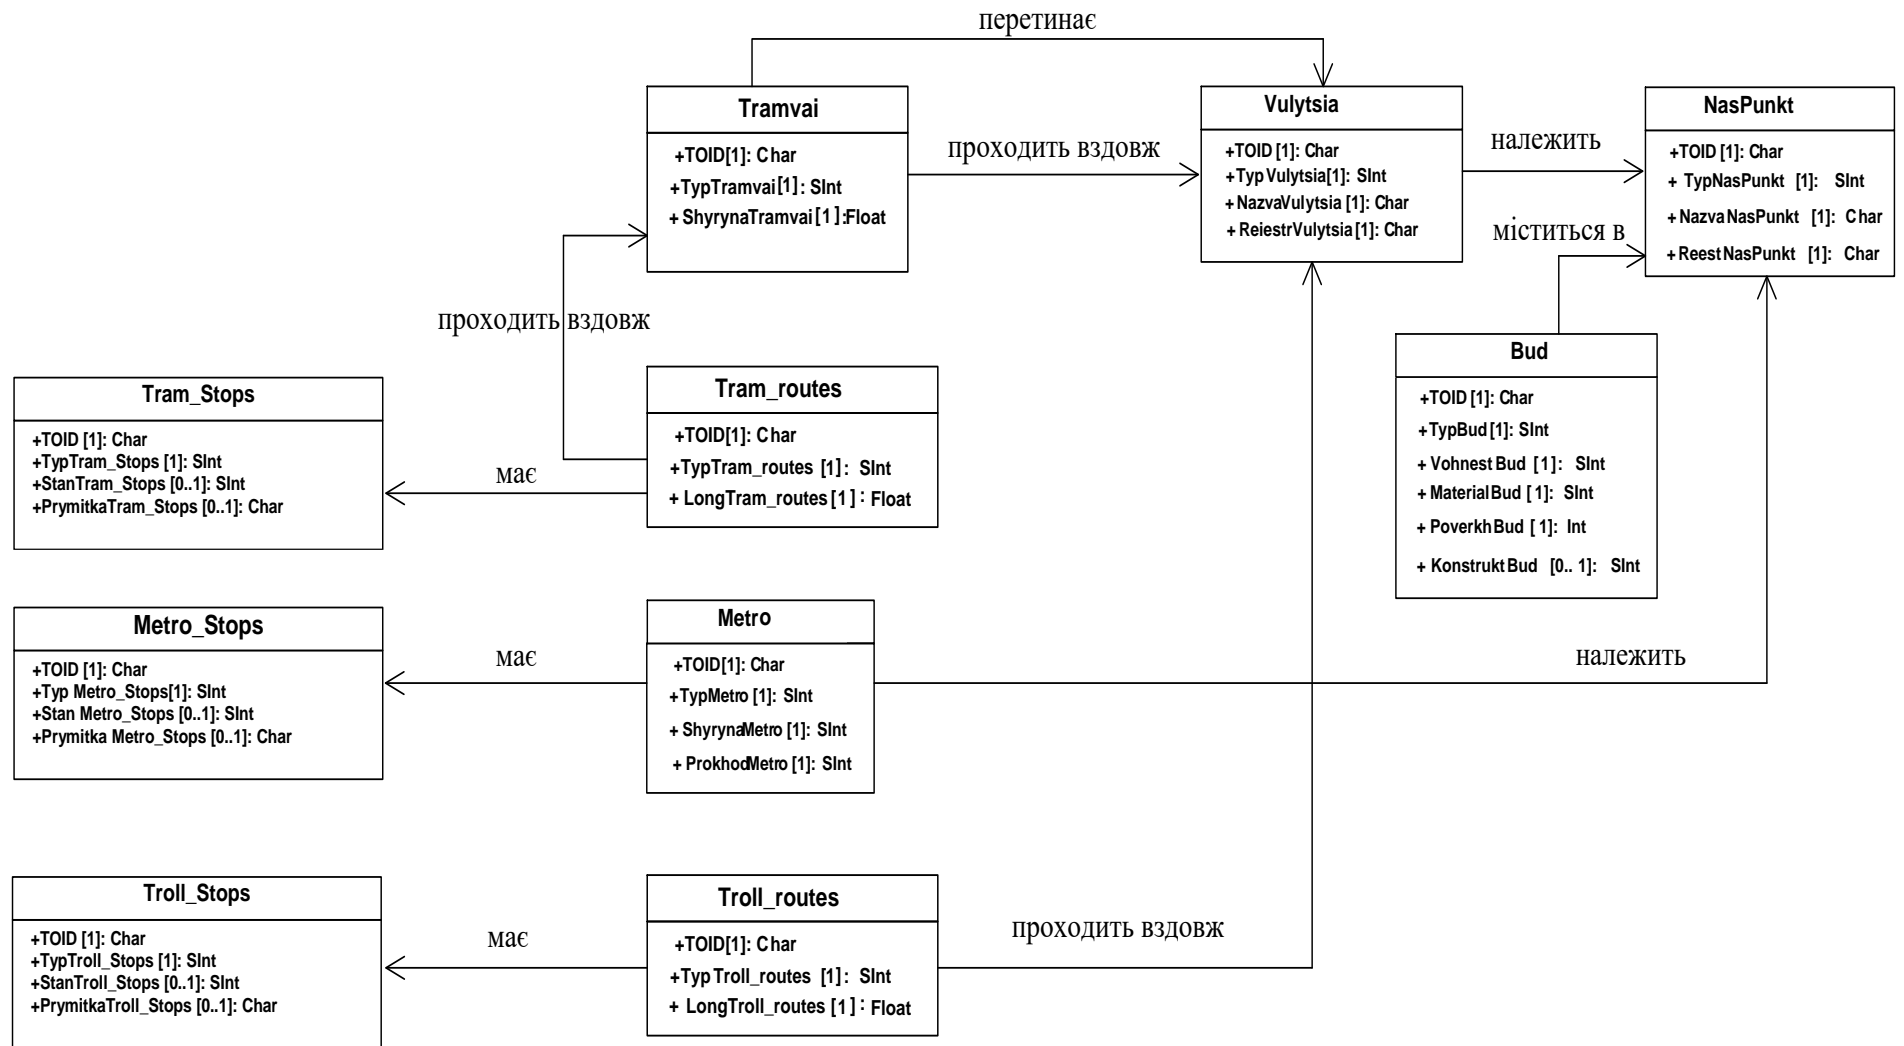 перетинає
Tramvai
+TOID[1]: Char
+TypTramvai[1]: SInt
+ ShyrynaTramvai[1]:Float
проходить вздовж
Vulytsia
+TOID [1]: Char
+Typ Vulytsia[1]: SInt
+ NazvaVulytsia [1]: Char
+ ReiestrVulytsia [1]: Char
належить
NasPunkt
+TOID [1]: Char
+ TypNasPunkt [1]: SInt
+ Nazva NasPunkt [1]: Char
+ Reest NasPunkt [1]: Char
міститься в
проходить вздовж
Bud
+TOID [1]: Char
+TypBud [1]: SInt
+ Vohnest Bud [1]: SInt
+ MaterialBud [1]: SInt
+ Poverkh Bud [1]: Int
+ Konstrukt Bud [0.. 1]: SInt
Tram_Stops
+TOID [1]: Char
+TypTram_Stops [1]: SInt
+StanTram_Stops [0..1]: SInt
+PrymitkaTram_Stops [0..1]: Char
має
Tram_routes
+TOID[1]: Char
+TypTram_routes [1]: SInt
+ LongTram_routes [1]: Float
Metro_Stops
+TOID [1]: Char
+Typ Metro_Stops[1]: SInt
+Stan Metro_Stops [0..1]: SInt
+Prymitka Metro_Stops [0..1]: Char
має
Metro
+TOID[1]: Char
+TypMetro [1]: SInt
+ ShyrynaMetro [1]: SInt
+ ProkhodMetro [1]: SInt
належить
Troll_Stops
+TOID [1]: Char
+TypTroll_Stops [1]: SInt
+StanTroll_Stops [0..1]: SInt
+PrymitkaTroll_Stops [0..1]: Char
має
Troll_routes
+TOID[1]: Char
+Typ Troll_routes [1]: SInt
+ LongTroll_routes [1]: Float
проходить вздовж